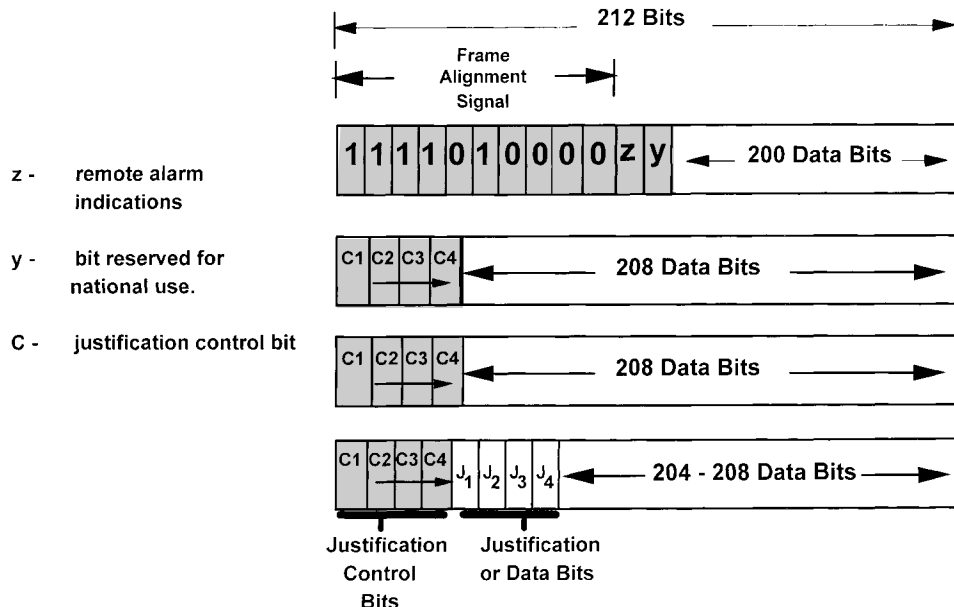 212 Bits
Frame
Alignment
Signal
1 1 1 1 0 1 0 0 0 0 z y
200 Data Bits
z - remote alarm
indications
y - bit reserved for
national use.
C1 C2 C3 C4
208 Data Bits
C - justification control bit
C1 C2 C3 C4
208 Data Bits
C1 C2 C3 C4 J1 J2 J3 J4
204 - 208 Data Bits
Justification
Control
Bits
Justification
or Data Bits